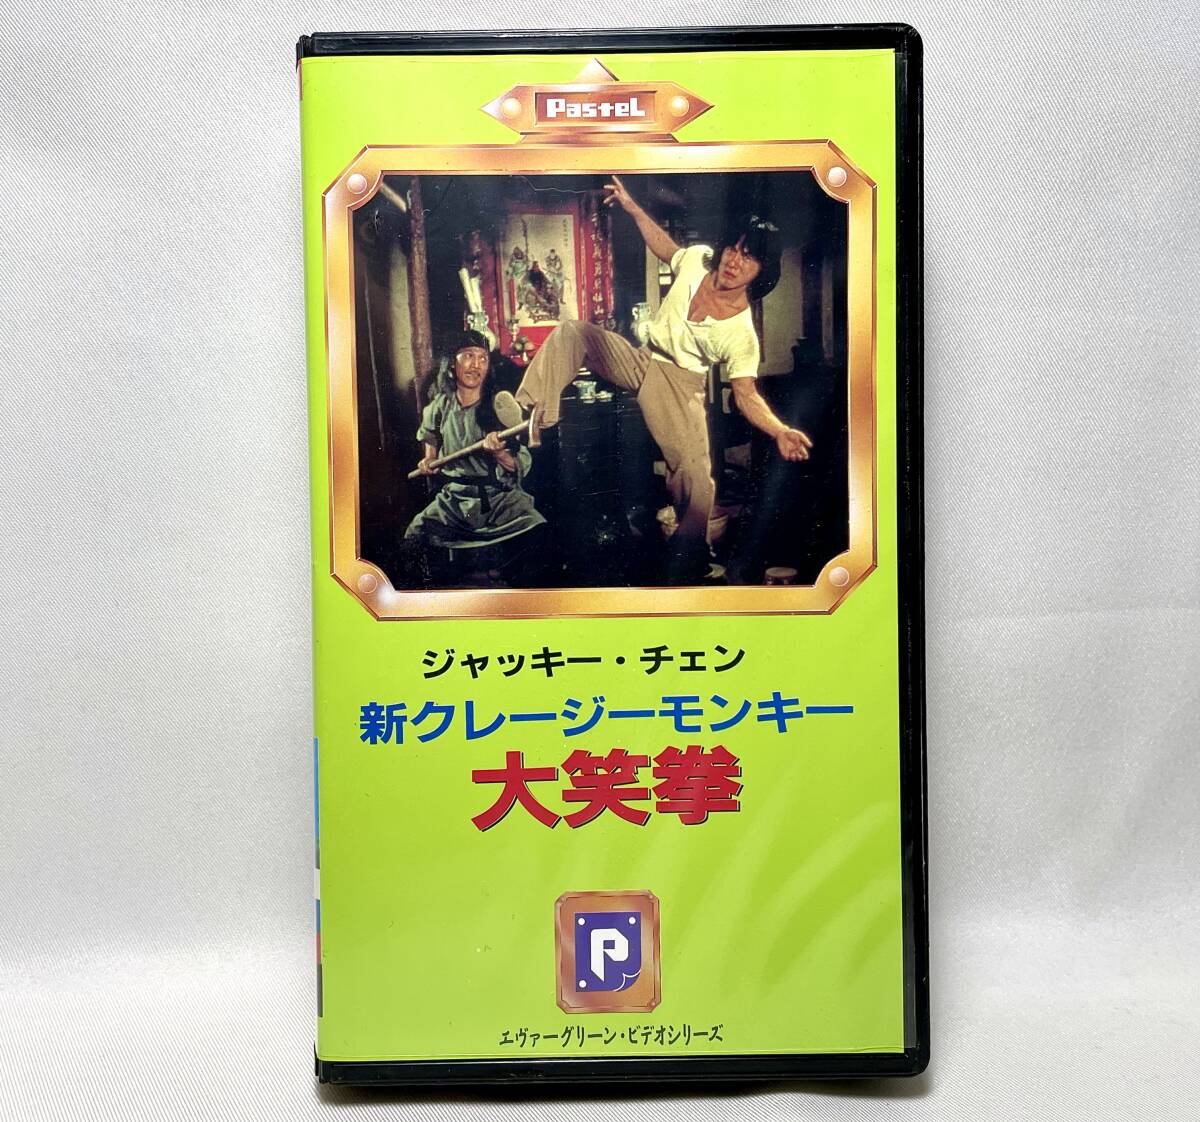 Pastel
ジャッキー・チェン
新クレージーモンキー
大笑拳
P
エヴァーグリーン・ビデオシリーズ